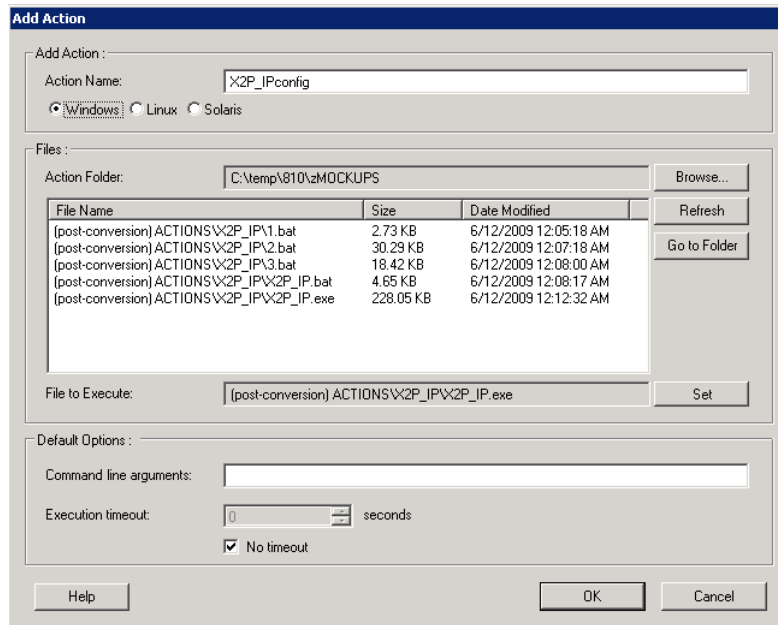 Add Action
Add Action :
Action Name: X2P_IPconfig
Windows Linux Solaris
Files :
Action Folder: C:\temp\810\zMOCKUPS Browse...
File Name Size Date Modified Refresh
(post-conversion) ACTIONS\X2P_IP\1.bat 2.73 KB 6/12/2009 12:05:18 AM
(post-conversion) ACTIONS\X2P_IP\2.bat 30.29 KB 6/12/2009 12:07:18 AM Go to Folder
(post-conversion) ACTIONS\X2P_IP\3.bat 18.42 KB 6/12/2009 12:08:00 AM
(post-conversion) ACTIONS\X2P_IP\X2P_IP.bat 4.65 KB 6/12/2009 12:08:17 AM
(post-conversion) ACTIONS\X2P_IP\X2P_IP.exe 228.05 KB 6/12/2009 12:12:32 AM
File to Execute: (post-conversion) ACTIONS\X2P_IP\X2P_IP.exe Set
Default Options :
Command line arguments:
Execution timeout: 0 seconds
No timeout
Help OK Cancel